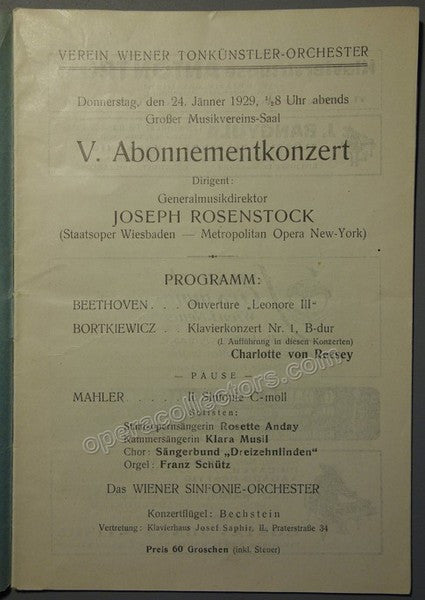 VEREIN WIENER TONKÜNSTLER-ORCHESTER
Donnerstag, den 24. Jänner 1929, ½8 Uhr abends
Großer Musikvereins-Saal
V. Abonnementkonzert
Dirigent:
Generalmusikdirektor
JOSEPH ROSENSTOCK
(Staatsoper Wiesbaden — Metropolitan Opera New-York)
PROGRAMM:
BEETHOVEN . . . Ouverture „Leonore III"
BORTKIEWICZ . . Klavierkonzert Nr. 1, B-dur
(1. Aufführung in diesen Konzerten)
Charlotte von Recsey
— PAUSE —
MAHLER . . . . . II. Sinfonie C-moll
Solisten:
Staatsopernsängerin Rosette Anday
Kammersängerin Klara Musil
Chor: Sängerbund „Dreizehnlinden"
Orgel: Franz Schütz
Das WIENER SINFONIE-ORCHESTER
Konzertflügel: Bechstein
Vertretung: Klavierhaus Josef Saphir, II., Praterstraße 34
Preis 60 Groschen (inkl. Steuer)
operacollectors.com